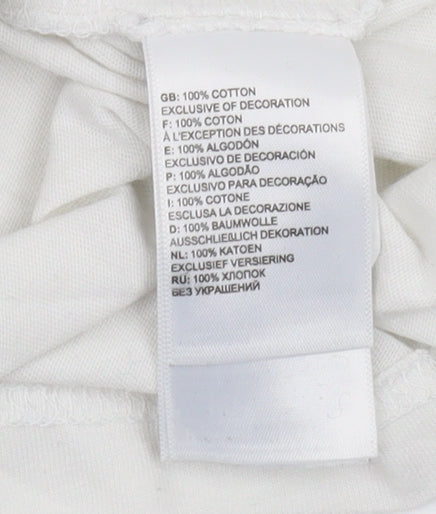 GB: 100% COTTON
EXCLUSIVE OF DECORATION
F: 100% COTON
À L'EXCEPTION DES DÉCORATIONS
E: 100% ALGODÓN
EXCLUSIVO DE DECORACIÓN
P: 100% ALGODÃO
EXCLUSIVO PARA DECORAÇÃO
I: 100% COTONE
ESCLUSA LA DECORAZIONE
D: 100% BAUMWOLLE
AUSSCHLIEßLICH DEKORATION
NL: 100% KATOEN
EXCLUSIEF VERSIERING
RU: 100% ХЛОПОК
БЕЗ УКРАШЕНИЙ